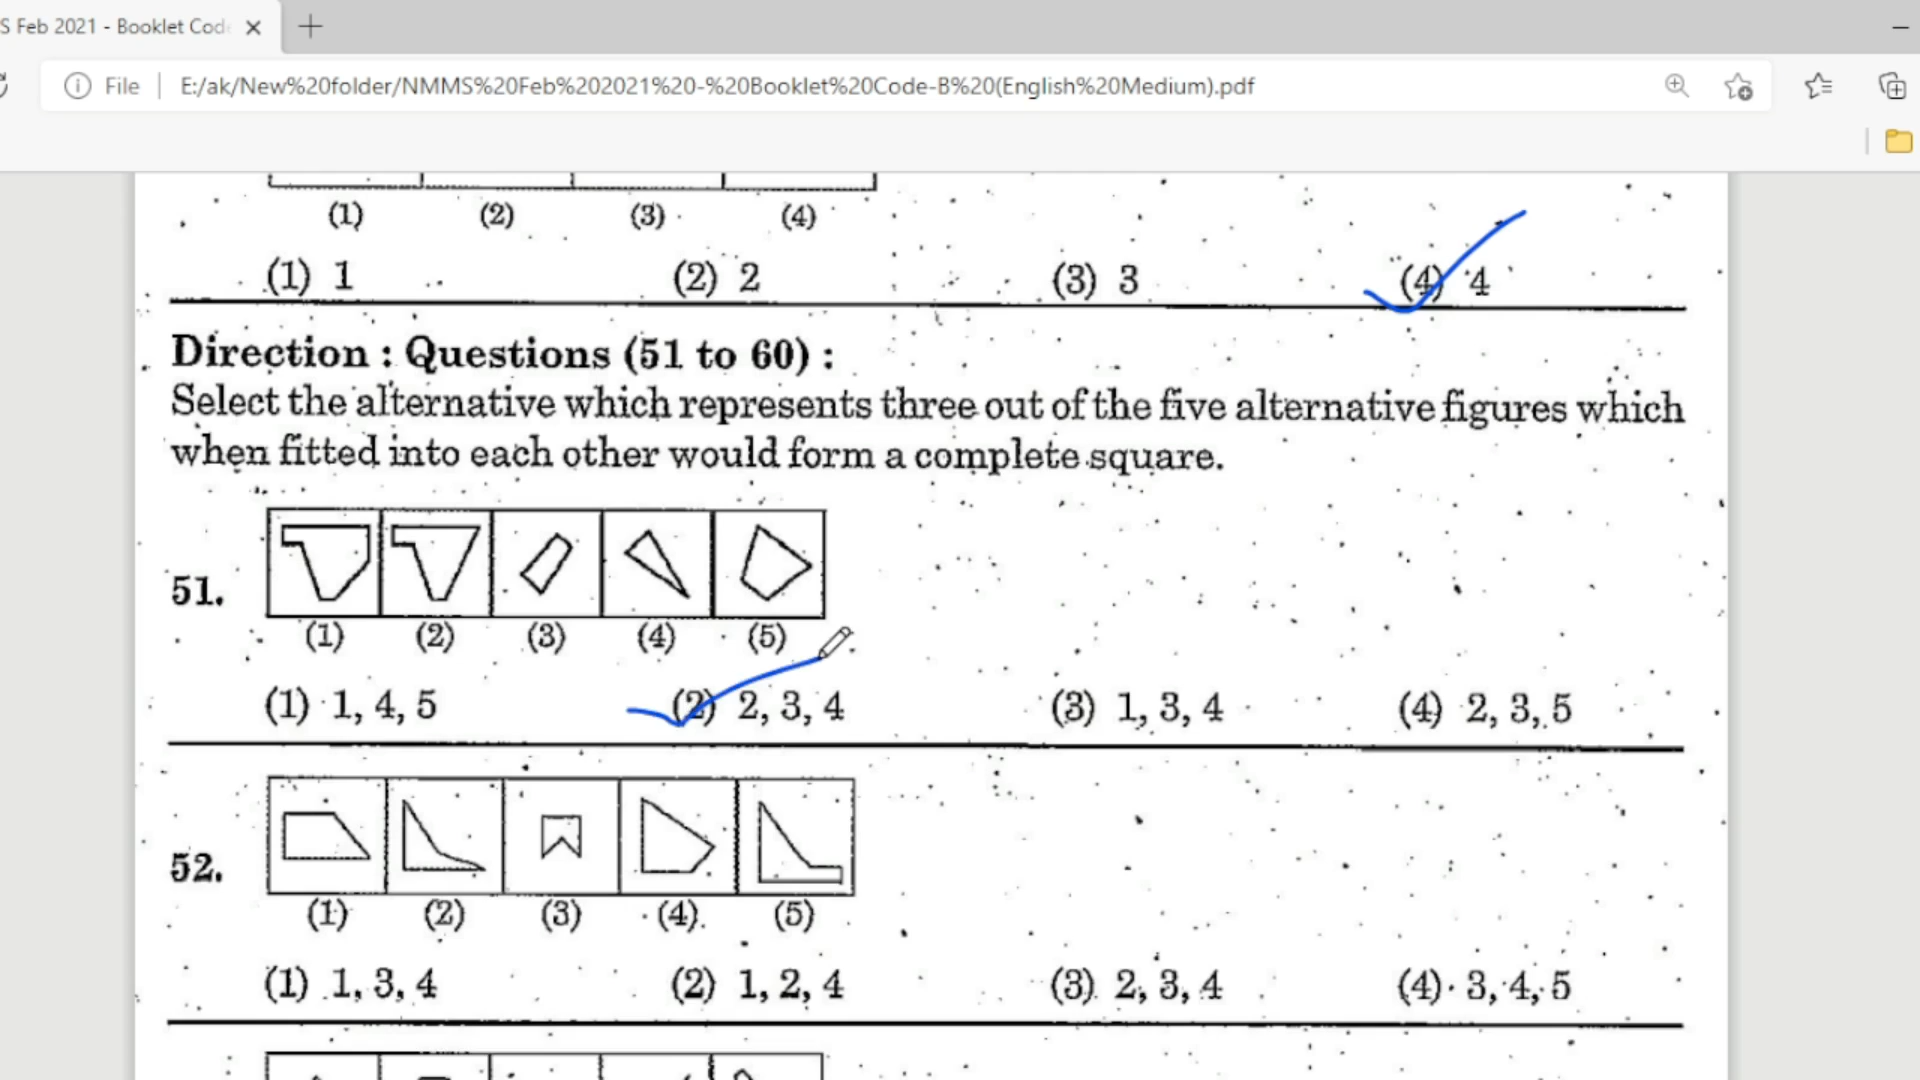 S Feb 2021 - Booklet Cod
File
E:/ak/New%20folder/NMMS%20Feb%202021%20-%20Booklet%20Code-B%20(English%20Medium).pdf
(1) (2) (3) (4)
(1) 1 (2) 2 (3) 3 (4) 4
Direction : Questions (51 to 60) :
Select the alternative which represents three out of the five alternative figures which
when fitted into each other would form a complete square.
51.
(1) (2) (3) (4) (5)
(1) 1, 4, 5 (2) 2, 3, 4 (3) 1, 3, 4 (4) 2, 3, 5
52.
(1) (2) (3) (4) (5)
(1) 1, 3, 4 (2) 1, 2, 4 (3) 2, 3, 4 (4) 3, 4, 5